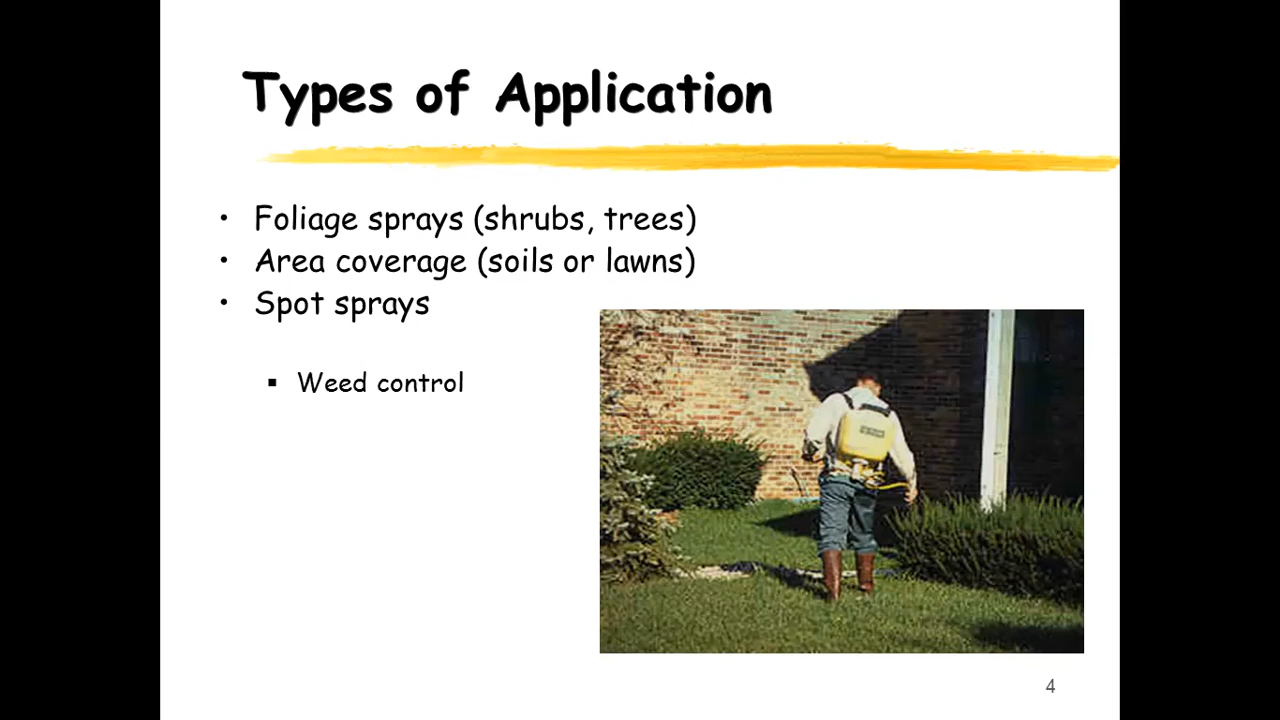 Types of Application
• Foliage sprays (shrubs, trees)
• Area coverage (soils or lawns)
• Spot sprays
▪ Weed control
4